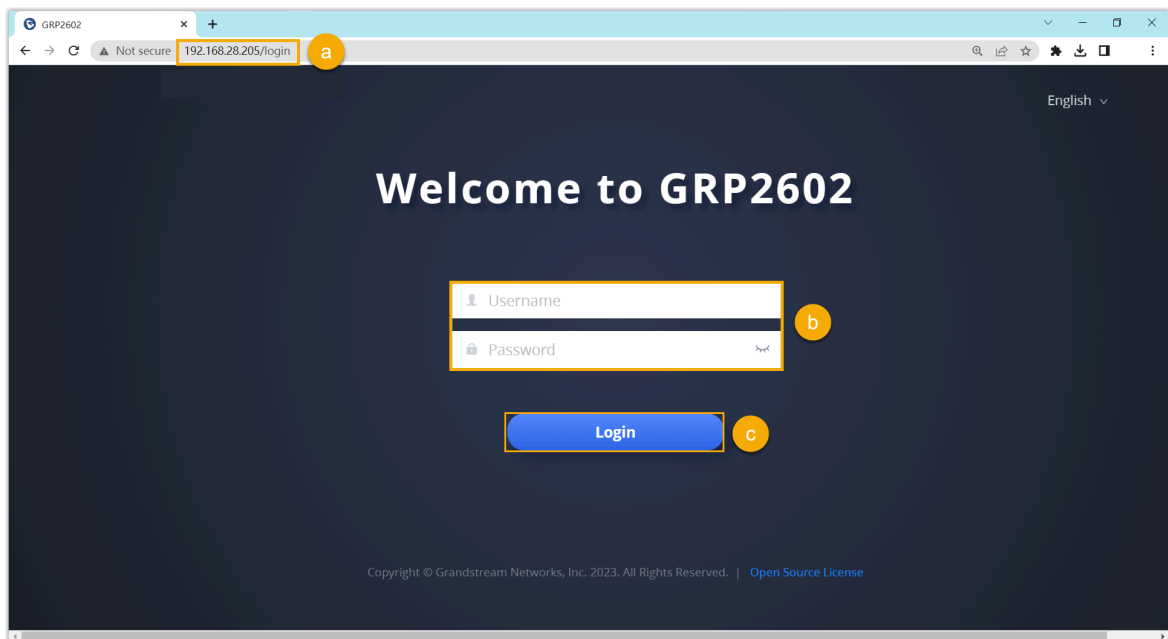 GRP2602
Not secure 192.168.28.205/login a
English
Welcome to GRP2602
Username
b
Password
Login
c
Copyright © Grandstream Networks, Inc. 2023. All Rights Reserved. | Open Source License